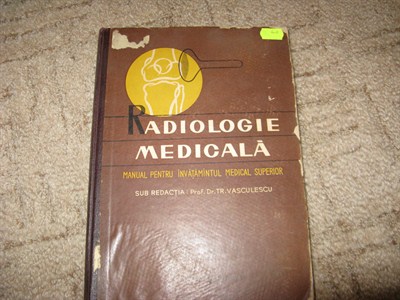 RADIOLOGIE
MEDICALĂ
MANUAL PENTRU ÎNVĂȚĂMÎNTUL MEDICAL SUPERIOR
SUB REDACȚIA : Prof. Dr. TR. VASCULESCU